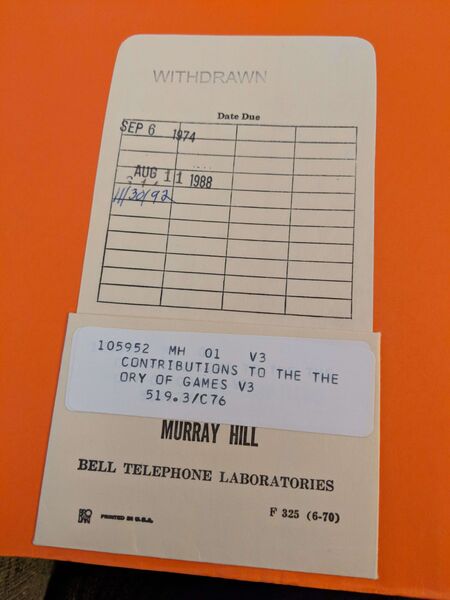 WITHDRAWN
Date Due
SEP 6 1974
AUG 11 1988
11/30/92
105952 MH 01 V3
CONTRIBUTIONS TO THE THE
ORY OF GAMES V3
519.3/C76
MURRAY HILL
BELL TELEPHONE LABORATORIES
PRINTED IN U.S.A.
F 325 (6-70)